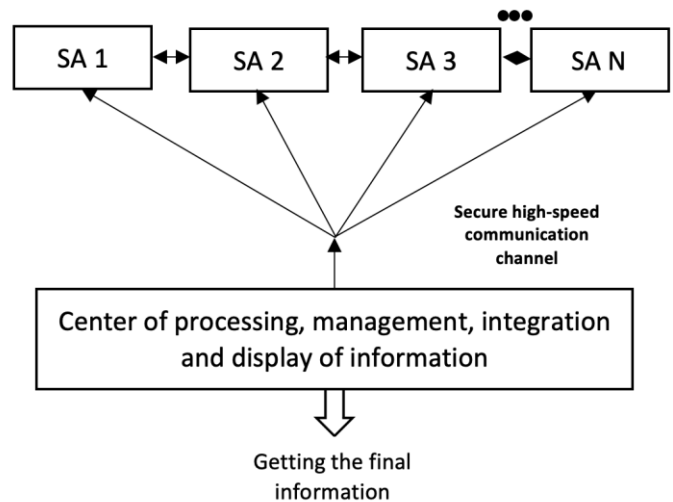 SA 1
SA 2
SA 3
SA N
Secure high-speed
communication
channel
Center of processing, management, integration
and display of information
Getting the final
information